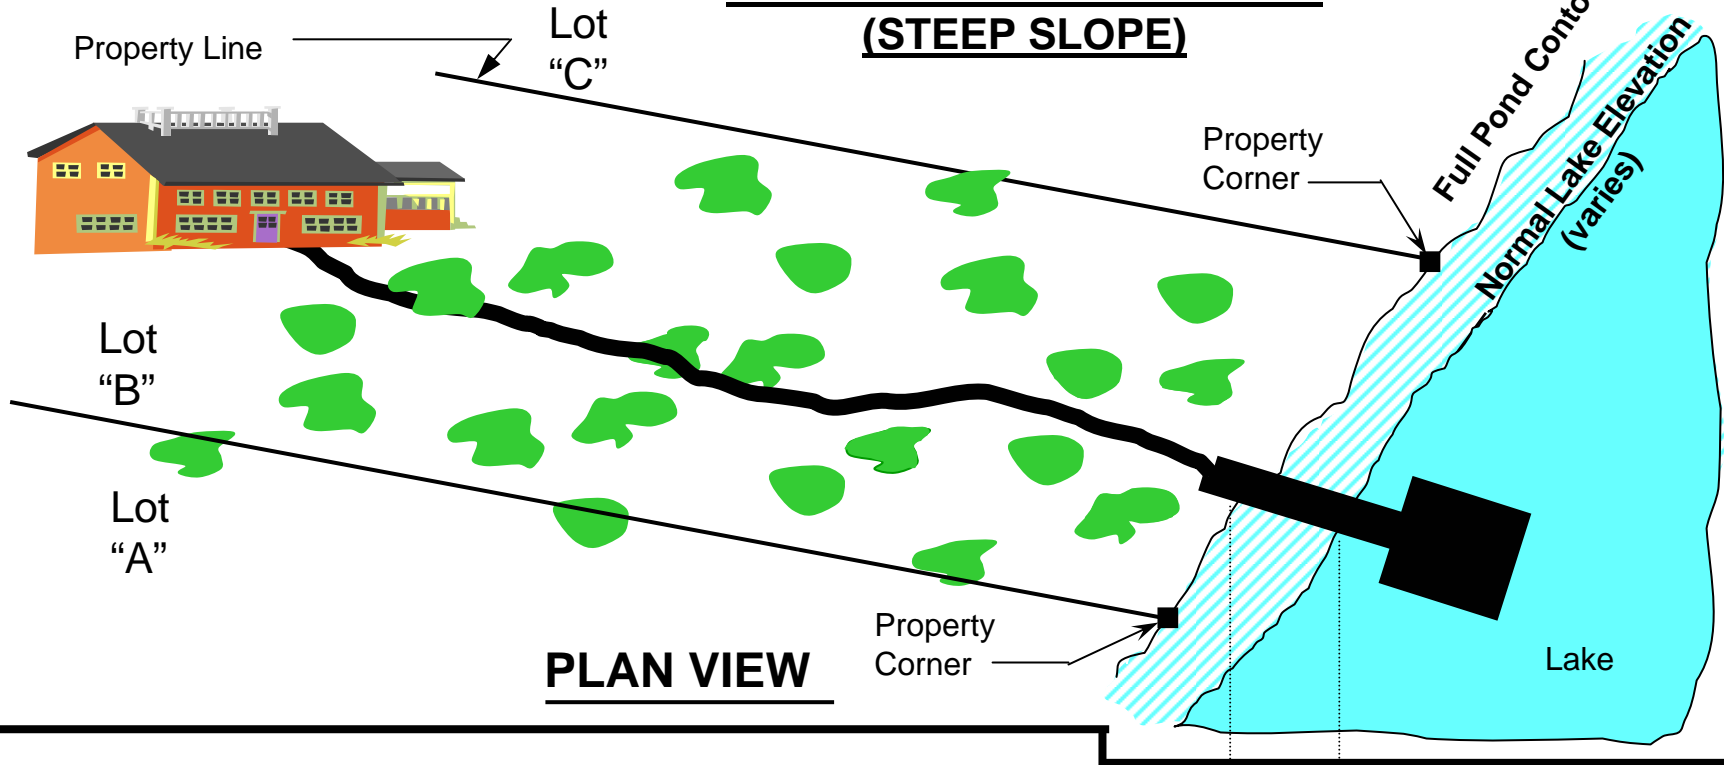 (STEEP SLOPE)
Lot
“C”
Property Line
Property
Corner
Full Pond
Normal Lake Elevation
(varies)
Lot
“B”
Lot
“A”
Property
Corner
Lake
PLAN VIEW